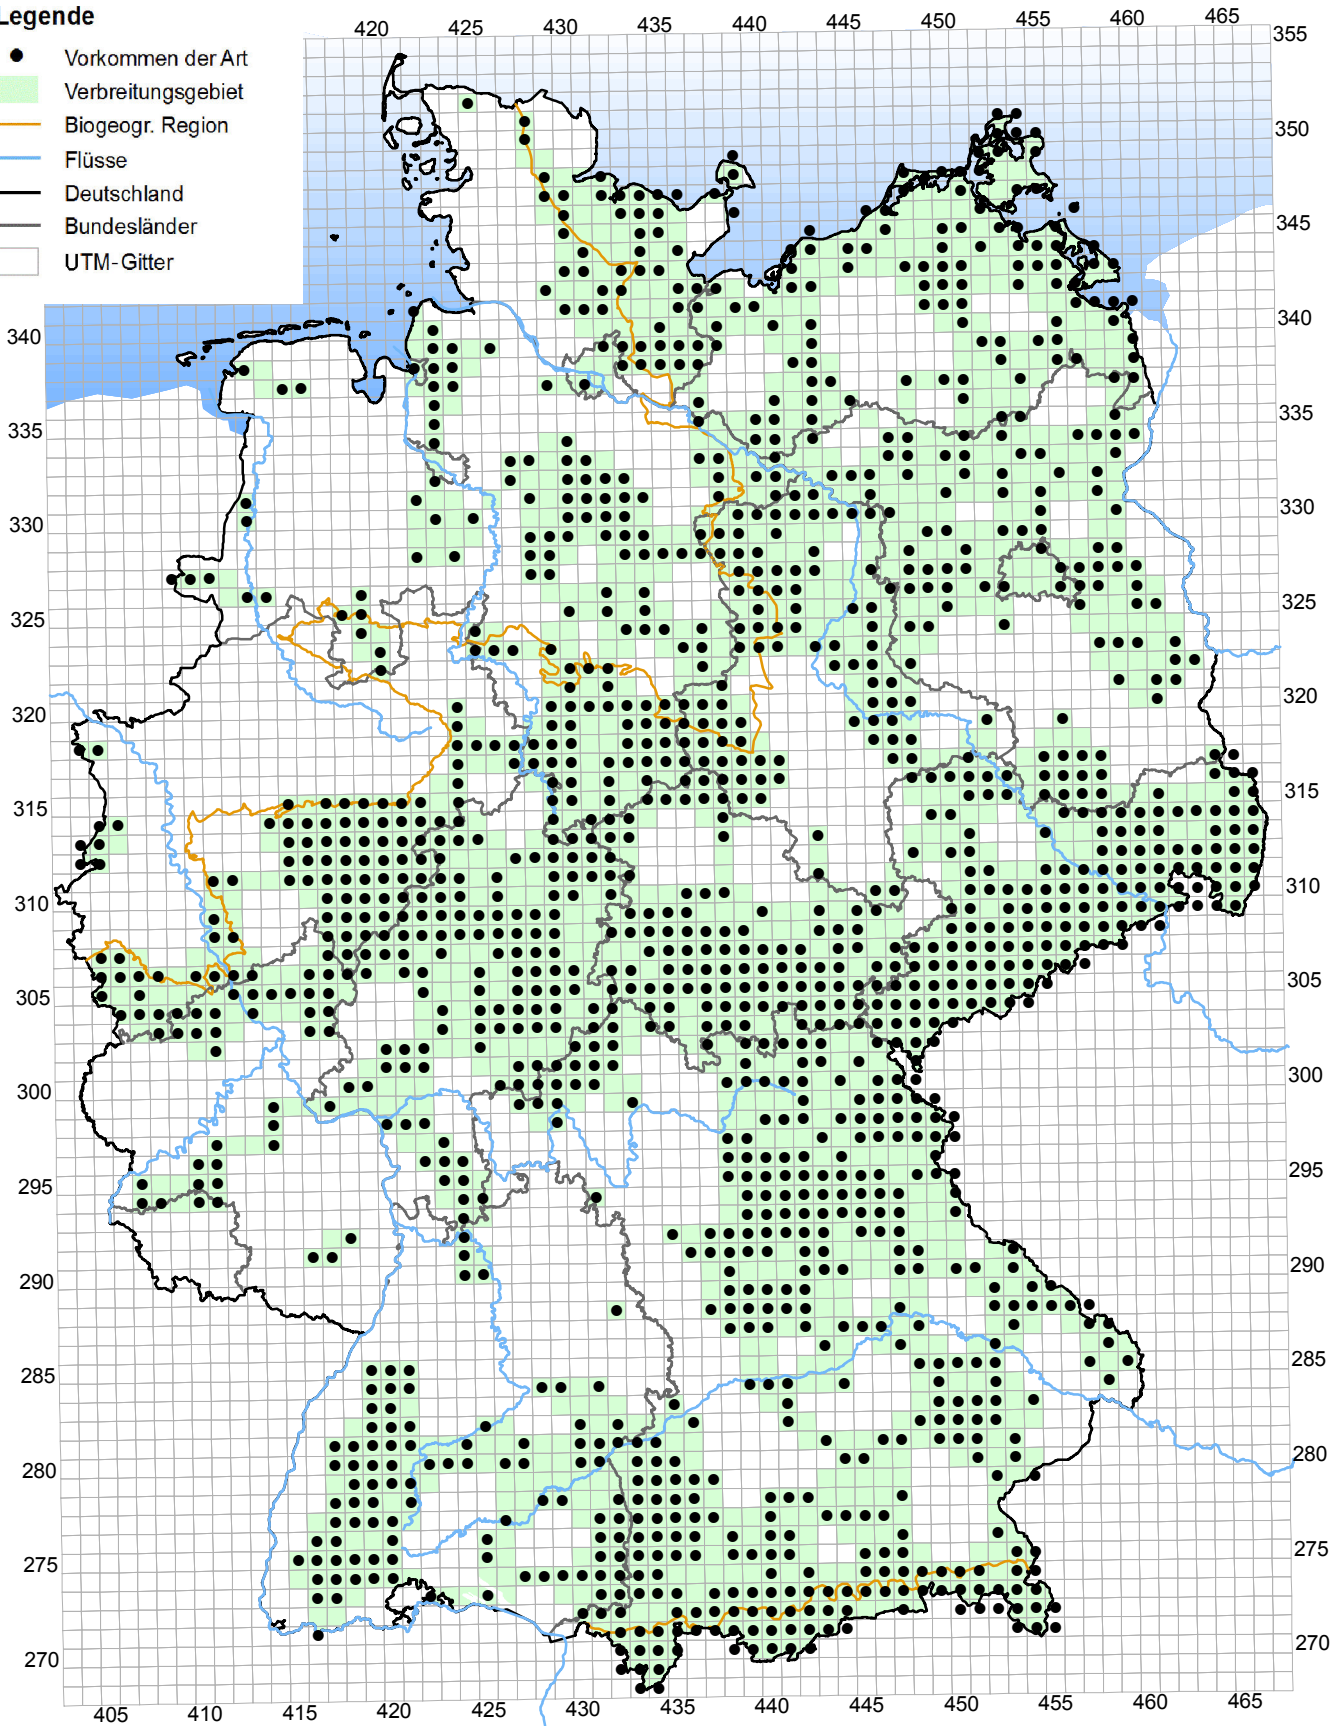 Legende
Vorkommen der Art
Verbreitungsgebiet
Biogeogr. Region
Flüsse
Deutschland
Bundesländer
UTM-Gitter
420 425 430 435 440 445 450 455 460 465
355
350
345
340 340
335 335
330 330
325 325
320 320
315 315
310 310
305 305
300 300
295 295
290 290
285 285
280 280
275 275
270 270
405 410 415 420 425 430 435 440 445 450 455 460 465